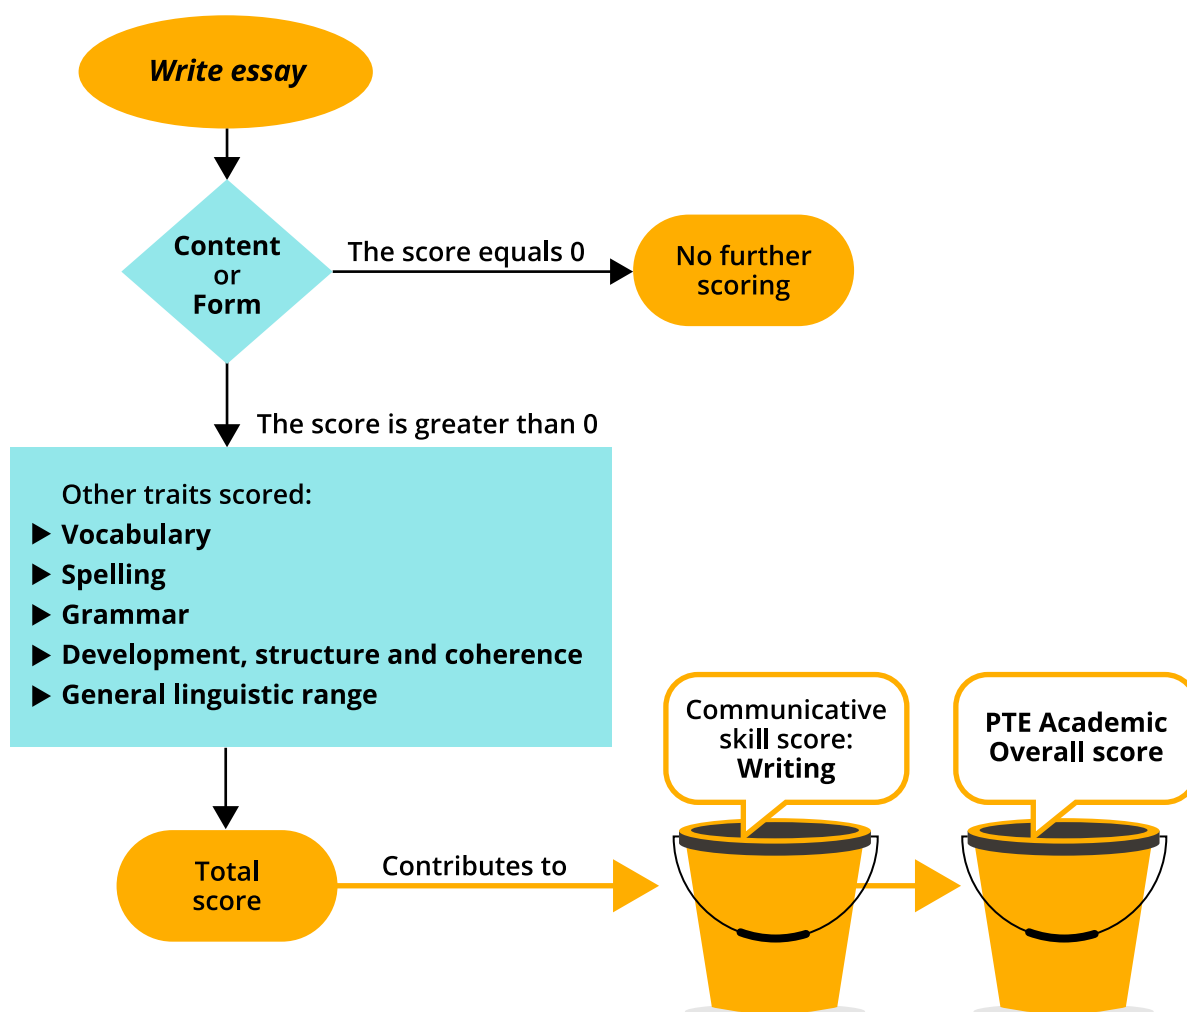 Write essay
Content
or
Form
The score equals 0
No further
scoring
The score is greater than 0
Other traits scored:
Vocabulary
Spelling
Grammar
Development, structure and coherence
General linguistic range
Total
score
Contributes to
Communicative
skill score:
Writing
PTE Academic
Overall score